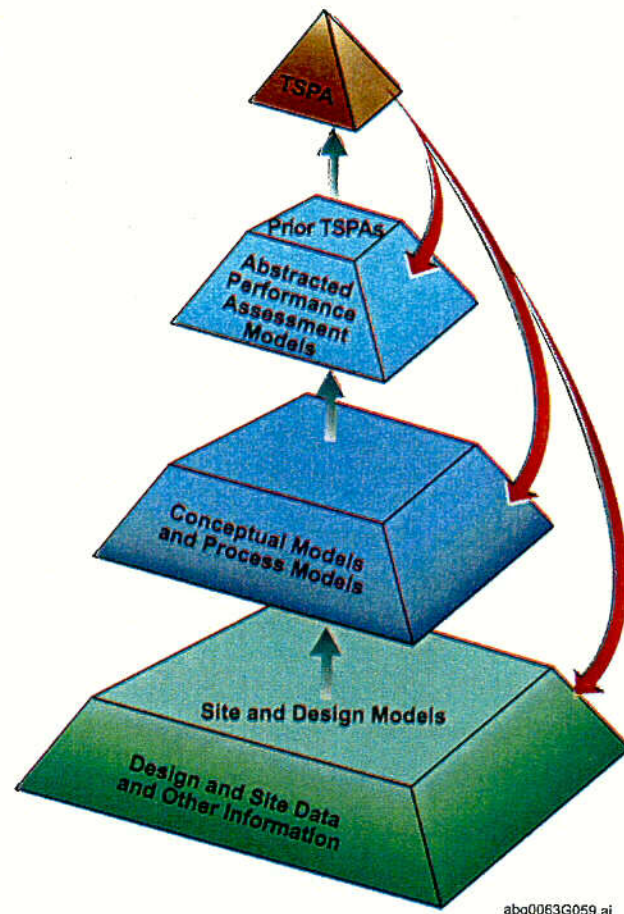 TSPA
Prior TSPAs
Abstracted
Performance
Assessment
Models
Conceptual Models
and Process Models
Site and Design Models
Design and Site Data
and Other Information
abq0063G059.ai